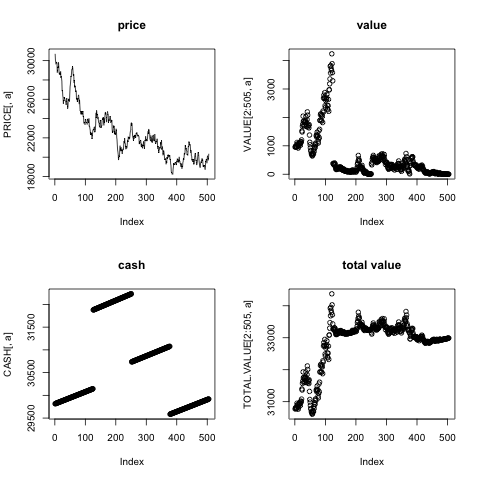 price
PRICE[, a]
18000 22000 26000 30000
0 100 200 300 400 500
Index
value
VALUE[2:505, a]
0 1000 3000
0 100 200 300 400 500
Index
cash
CASH[, a]
29500 30500 31500
0 100 200 300 400 500
Index
total value
TOTAL.VALUE[2:505, a]
31000 33000
0 100 200 300 400 500
Index